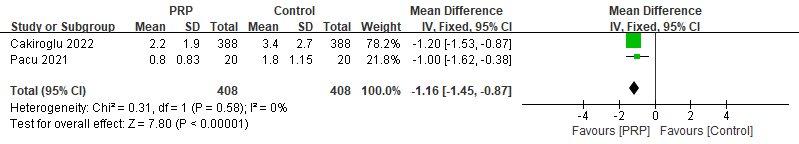 PRP Control Mean Difference Mean Difference
Study or Subgroup Mean SD Total Mean SD Total Weight IV, Fixed, 95% CI IV, Fixed, 95% CI
Cakiroglu 2022 2.2 1.9 388 3.4 2.7 388 78.2% -1.20 [-1.53, -0.87]
Pacu 2021 0.8 0.83 20 1.8 1.15 20 21.8% -1.00 [-1.62, -0.38]
Total (95% CI) 408 408 100.0% -1.16 [-1.45, -0.87]
Heterogeneity: Chi² = 0.31, df = 1 (P = 0.58); I² = 0%
Test for overall effect: Z = 7.80 (P < 0.00001)
-4 -2 0 2 4
Favours [PRP] Favours [Control]